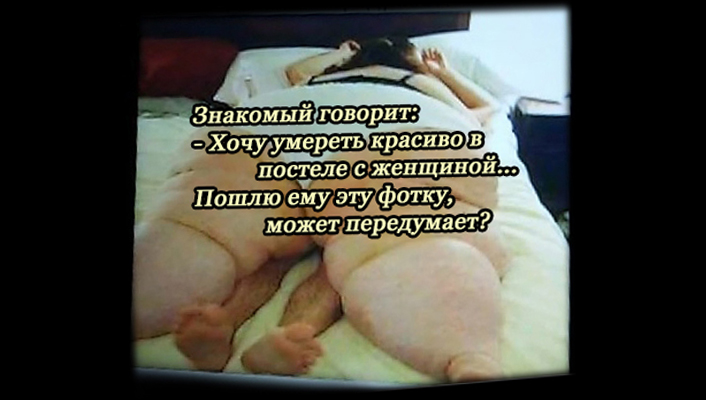 Знакомый говорит:
- Хочу умереть красиво в
постеле с женщиной...
Пошлю ему эту фотку,
может передумает?